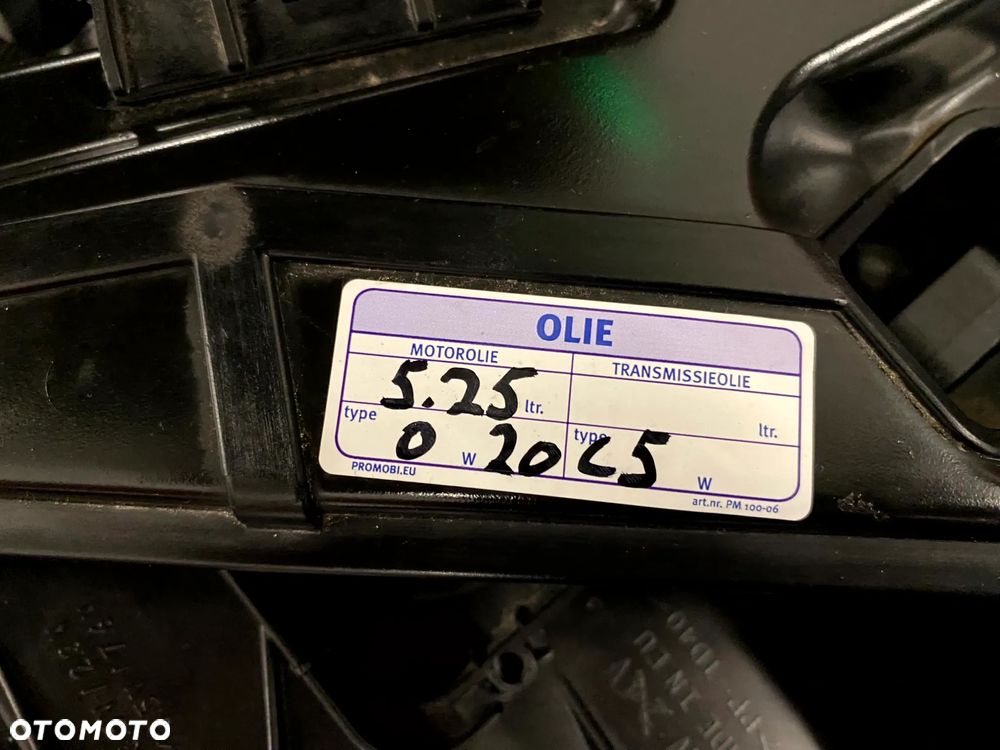 OLIE
MOTOROLIE
TRANSMISSIEOLIE
5.25 ltr.
ltr.
type 0 W 20 C5
type W
PROMOBI.EU
art.nr. PM 100-06
OTOMOTO